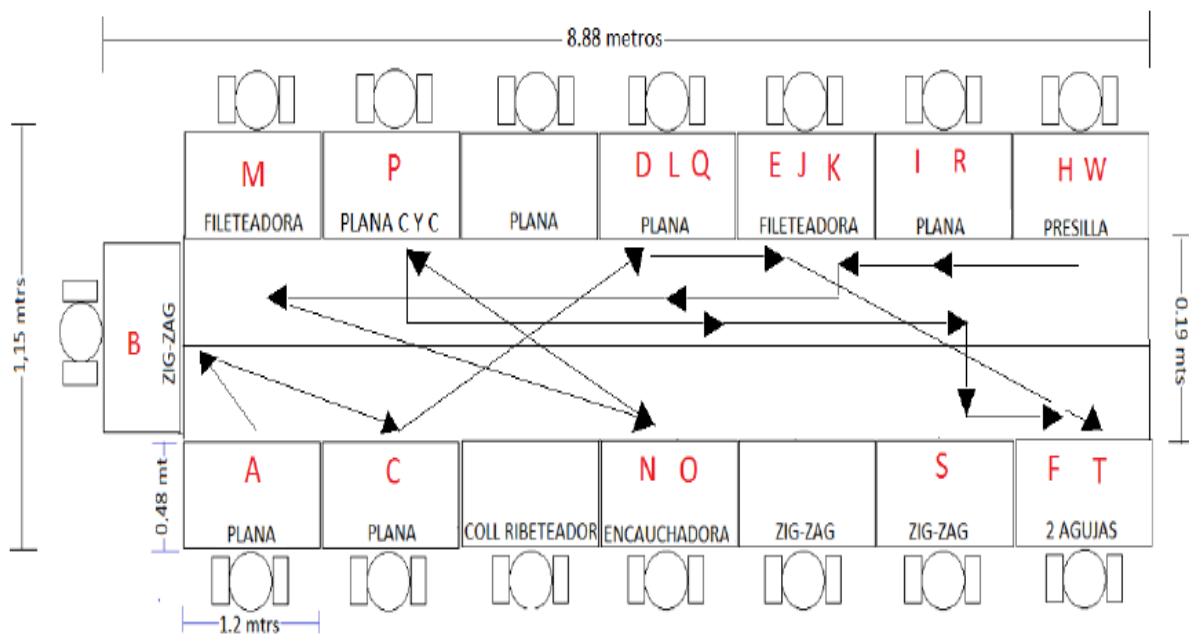 8.88 metros
M
P
D L Q
E J K
I R
H W
FILETEADORA
PLANA C Y C
PLANA
PLANA
FILETEADORA
PLANA
PRESILLA
1,15 mtrs
B
ZIG-ZAG
0.19 mts
0.48 mt
A
C
N O
S
F T
PLANA
PLANA
COLL RIBETEADOR
ENCAUCHADORA
ZIG-ZAG
ZIG-ZAG
2 AGUJAS
1.2 mtrs